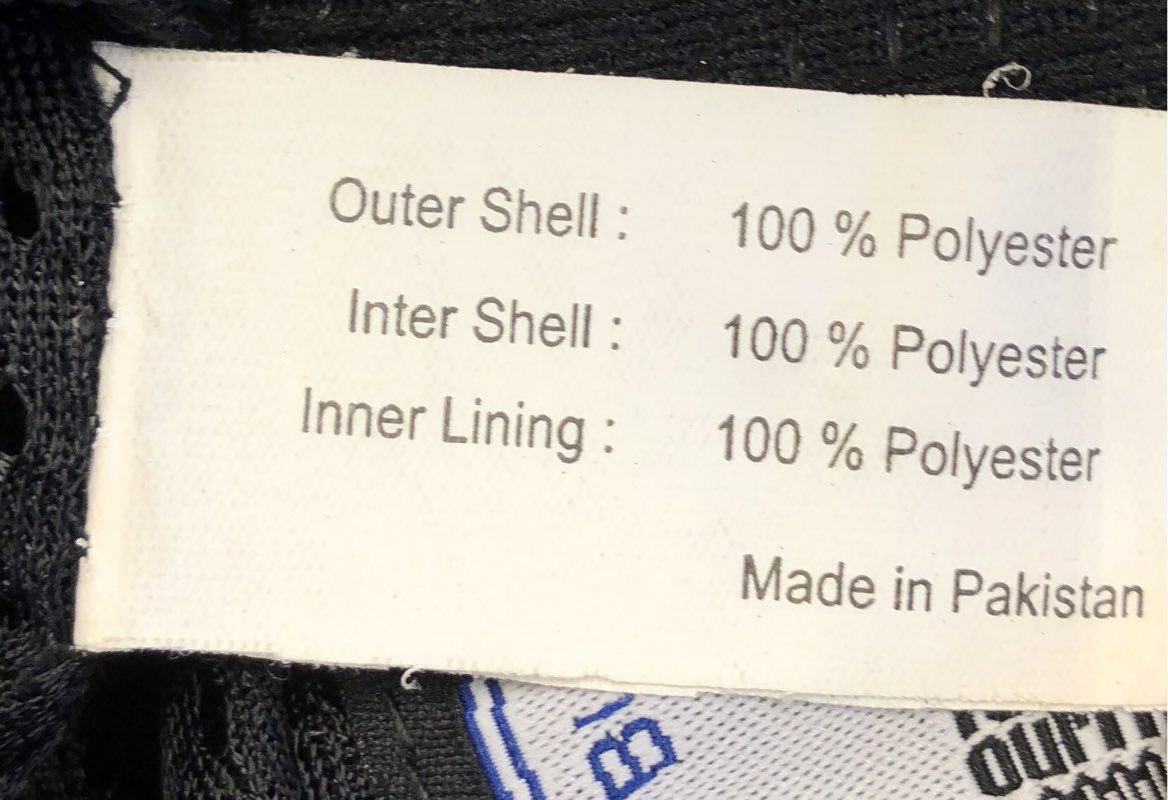 Outer Shell : 100 % Polyester
Inter Shell : 100 % Polyester
Inner Lining : 100 % Polyester
Made in Pakistan